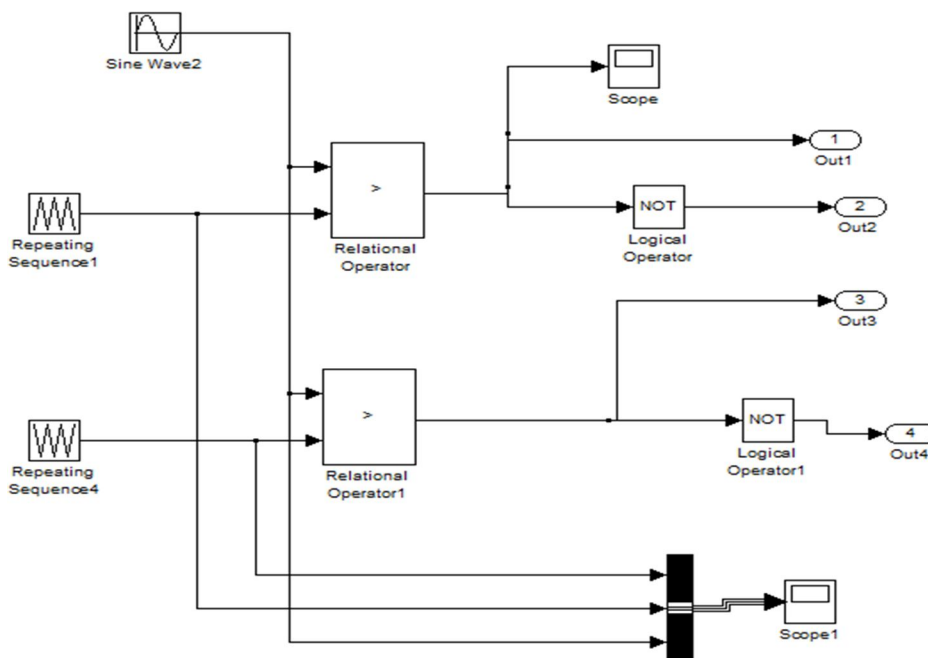 Sine Wave2
Scope
1
Out1
>
Repeating
Sequence1
Relational
Operator
NOT
Logical
Operator
2
Out2
3
Out3
>
Repeating
Sequence4
Relational
Operator1
NOT
Logical
Operator1
4
Out4
Scope1